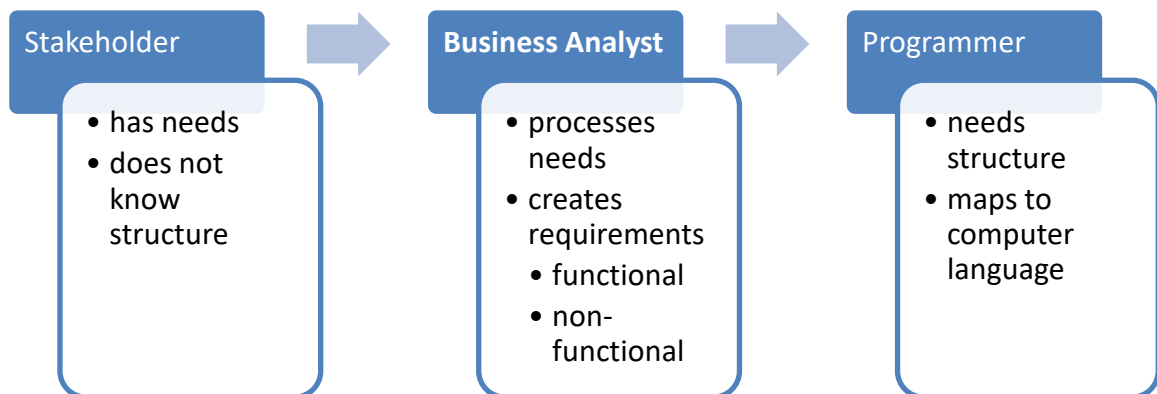 Stakeholder
• has needs
• does not
know
structure
Business Analyst
• processes
needs
• creates
requirements
• functional
• non-
functional
Programmer
• needs
structure
• maps to
computer
language